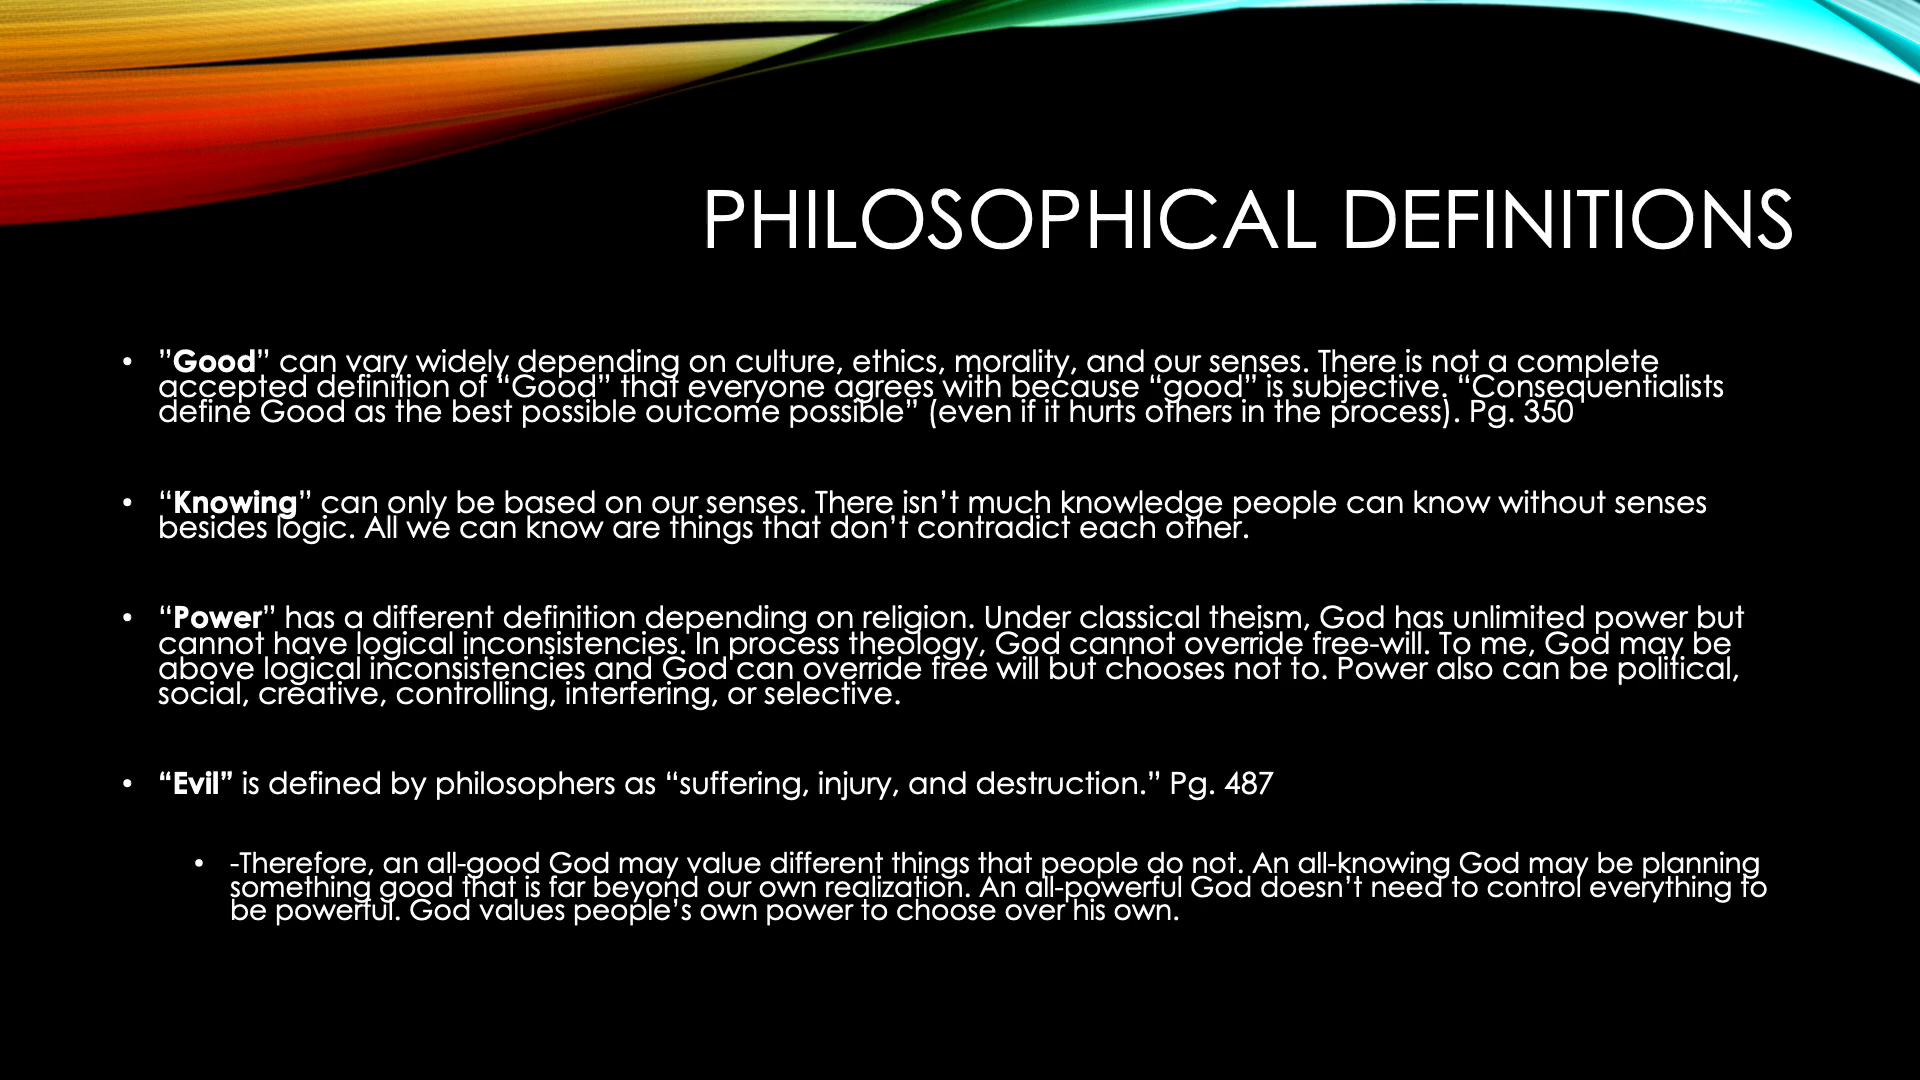 PHILOSOPHICAL DEFINITIONS
• ”Good” can vary widely depending on culture, ethics, morality, and our senses. There is not a complete
accepted definition of “Good” that everyone agrees with because “good” is subjective. “Consequentialists
define Good as the best possible outcome possible” (even if it hurts others in the process). Pg. 350
• “Knowing” can only be based on our senses. There isn’t much knowledge people can know without senses
besides logic. All we can know are things that don’t contradict each other.
• “Power” has a different definition depending on religion. Under classical theism, God has unlimited power but
cannot have logical inconsistencies. In process theology, God cannot override free-will. To me, God may be
above logical inconsistencies and God can override free will but chooses not to. Power also can be political,
social, creative, controlling, interfering, or selective.
• “Evil” is defined by philosophers as “suffering, injury, and destruction.” Pg. 487
• -Therefore, an all-good God may value different things that people do not. An all-knowing God may be planning
something good that is far beyond our own realization. An all-powerful God doesn’t need to control everything to
be powerful. God values people’s own power to choose over his own.